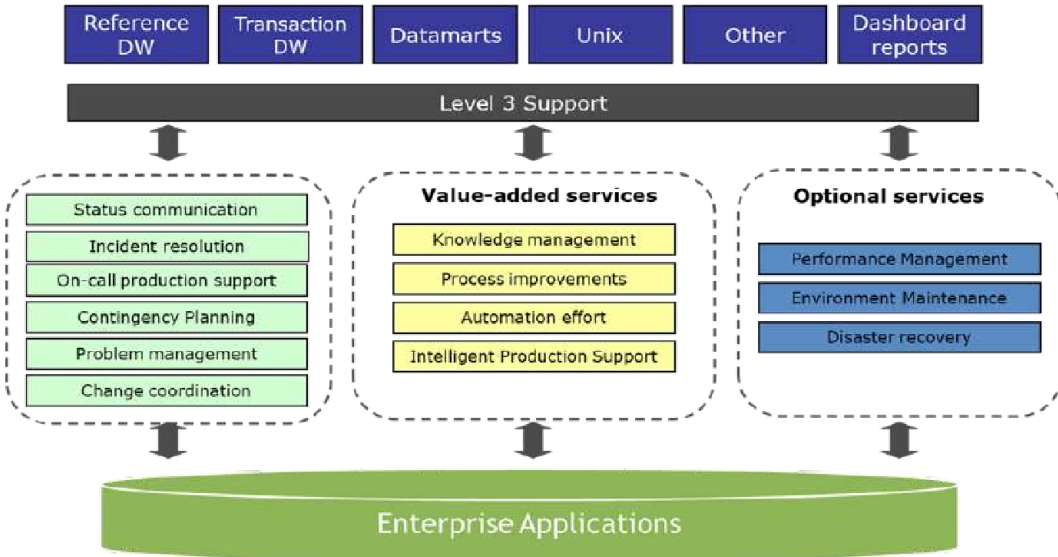 Reference
DW
Transaction
DW
Datamarts
Unix
Other
Dashboard
reports
Level 3 Support
Status communication
Incident resolution
On-call production support
Contingency Planning
Problem management
Change coordination
Value-added services
Knowledge management
Process improvements
Automation effort
Intelligent Production Support
Optional services
Performance Management
Environment Maintenance
Disaster recovery
Enterprise Applications